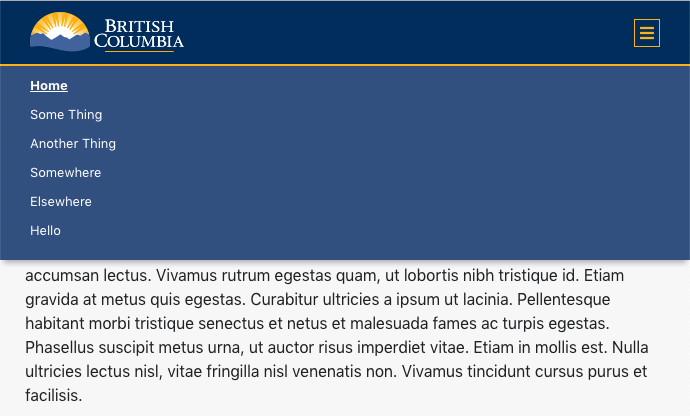 BRITISH
COLUMBIA
Home
Some Thing
Another Thing
Somewhere
Elsewhere
Hello
accumsan lectus. Vivamus rutrum egestas quam, ut lobortis nibh tristique id. Etiam
gravida at metus quis egestas. Curabitur ultricies a ipsum ut lacinia. Pellentesque
habitant morbi tristique senectus et netus et malesuada fames ac turpis egestas.
Phasellus suscipit metus urna, ut auctor risus imperdiet vitae. Etiam in mollis est. Nulla
ultricies lectus nisl, vitae fringilla nisl venenatis non. Vivamus tincidunt cursus purus et
facilisis.